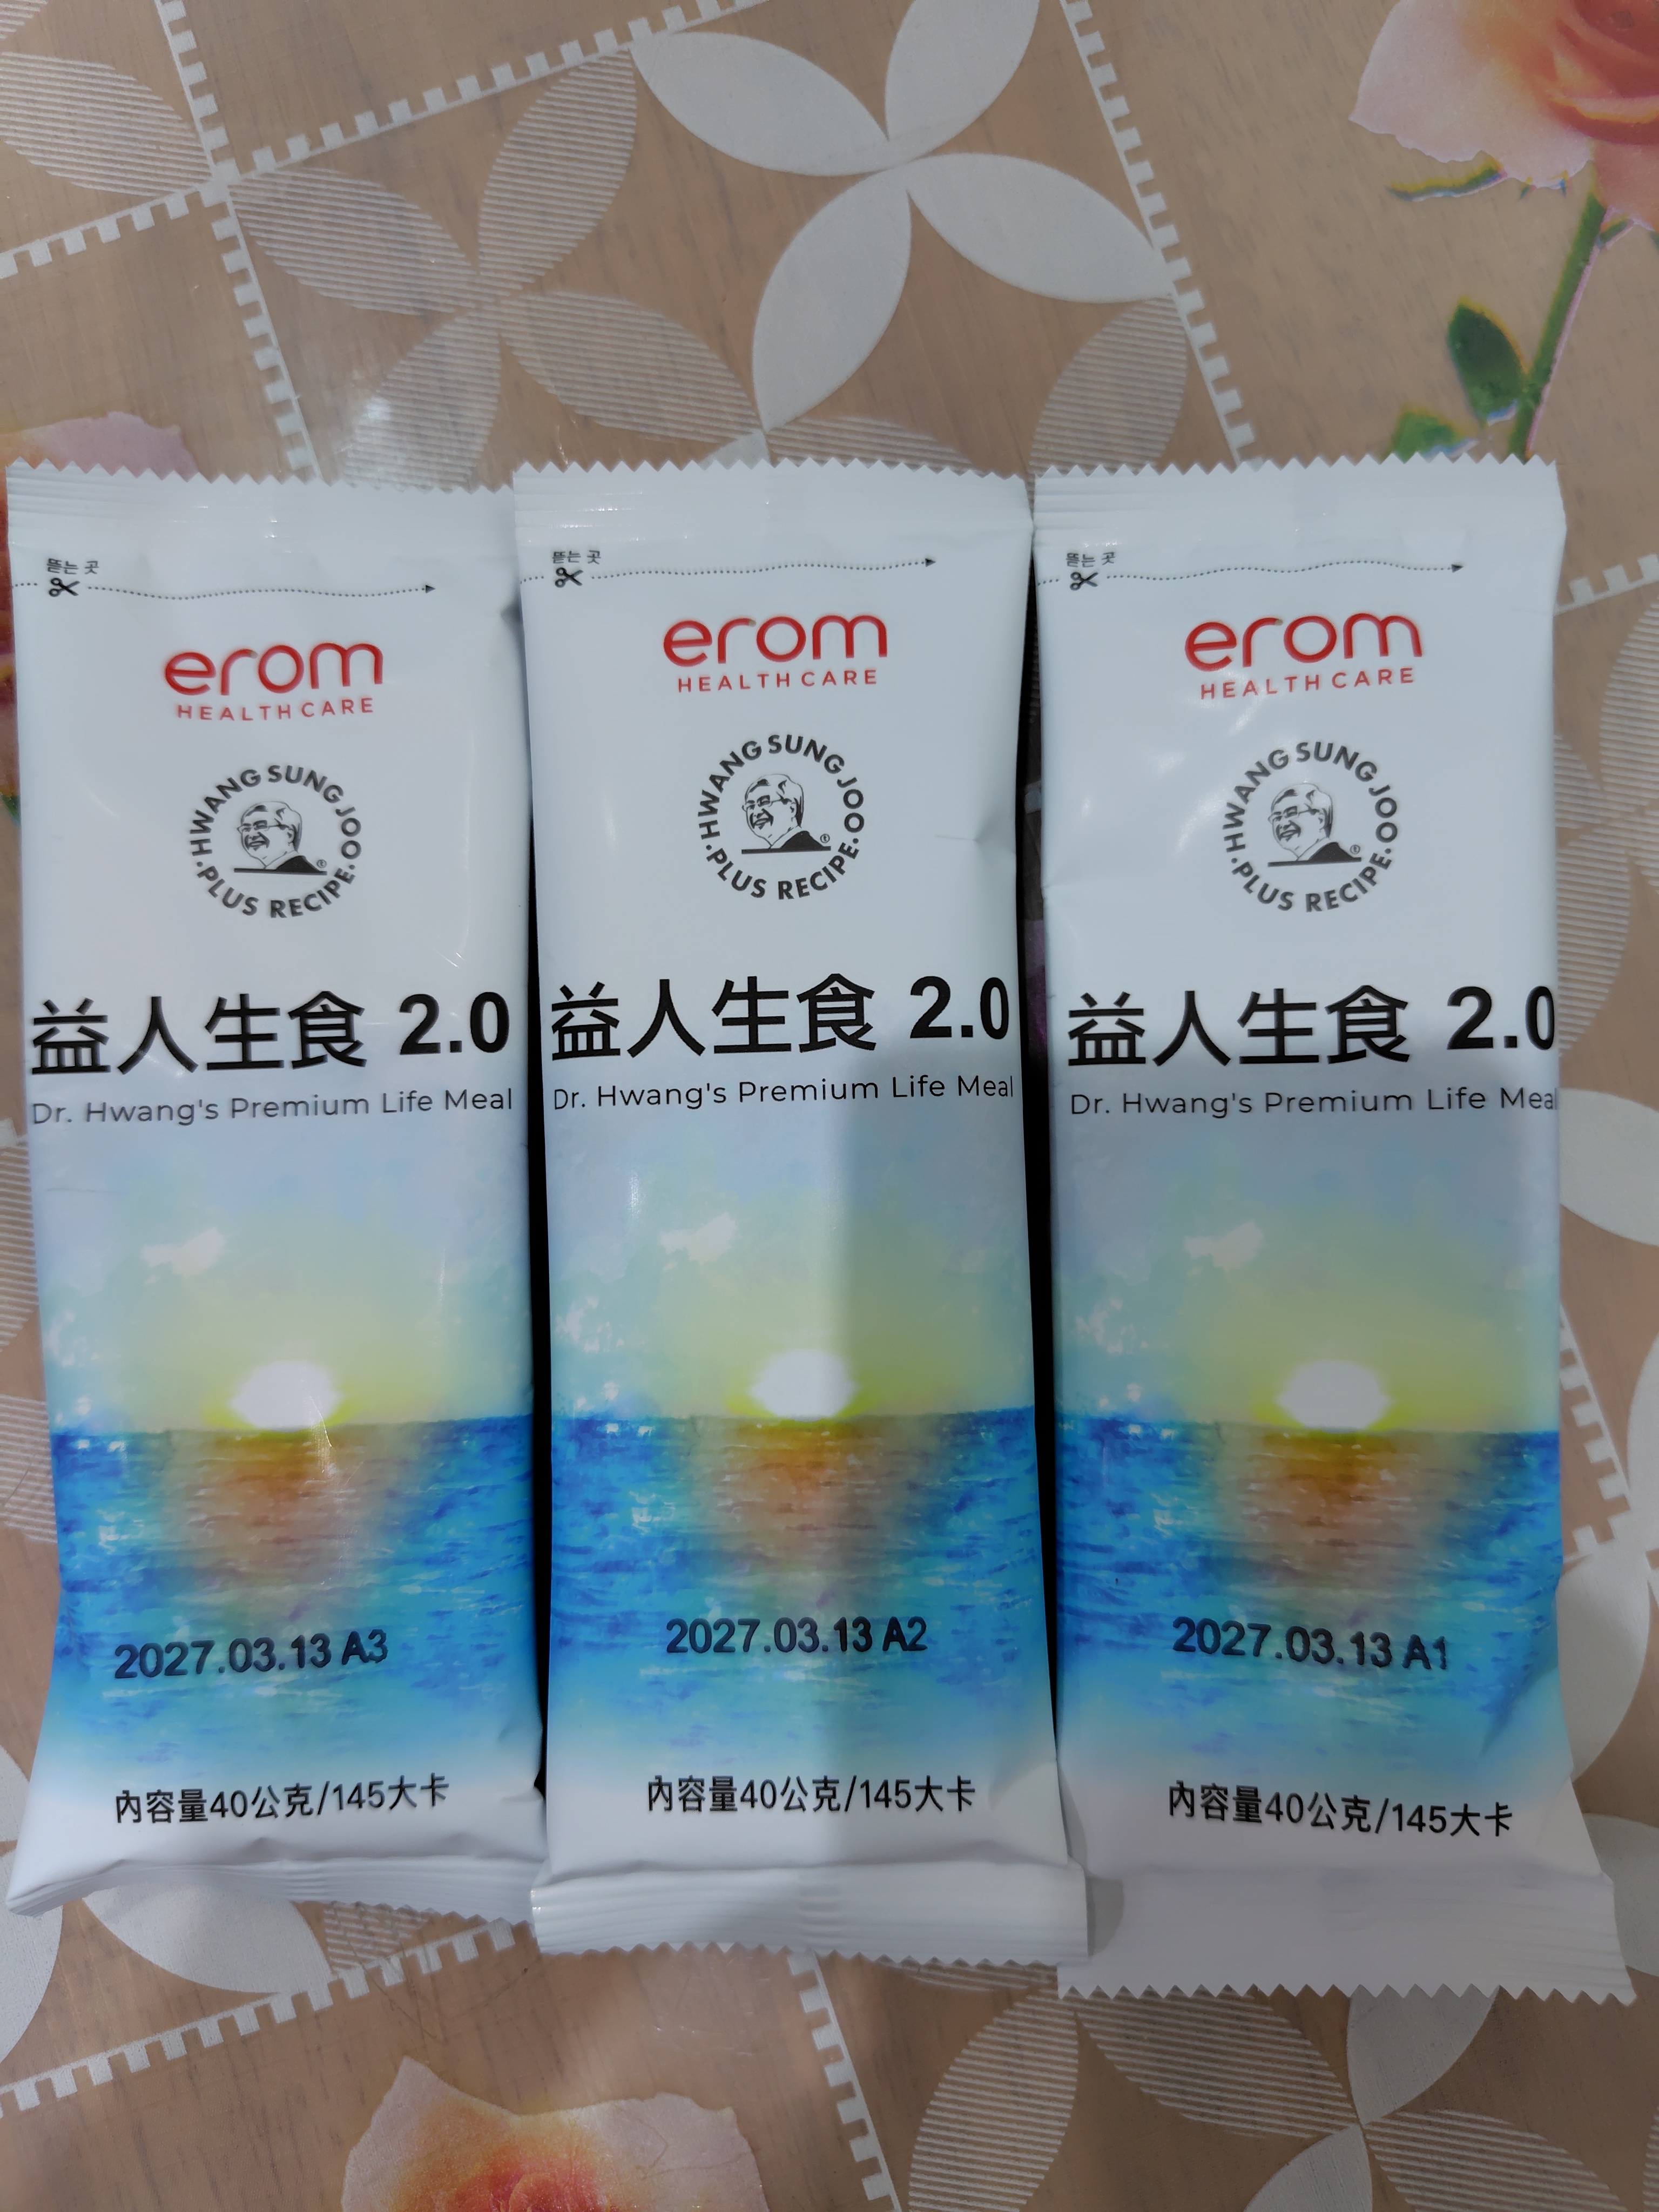 뜯는 곳
erom
HEALTH CARE
HWANG SUNG JOO
PLUS RECIPE
益人生食 2.0
Dr. Hwang's Premium Life Meal
2027.03.13 A3
內容量40公克/145大卡
뜯는 곳
erom
HEALTH CARE
HWANG SUNG JOO
PLUS RECIPE
益人生食 2.0
Dr. Hwang's Premium Life Meal
2027.03.13 A2
內容量40公克/145大卡
뜯는 곳
erom
HEALTH CARE
HWANG SUNG JOO
PLUS RECIPE
益人生食 2.0
Dr. Hwang's Premium Life Meal
2027.03.13 A1
內容量40公克/145大卡